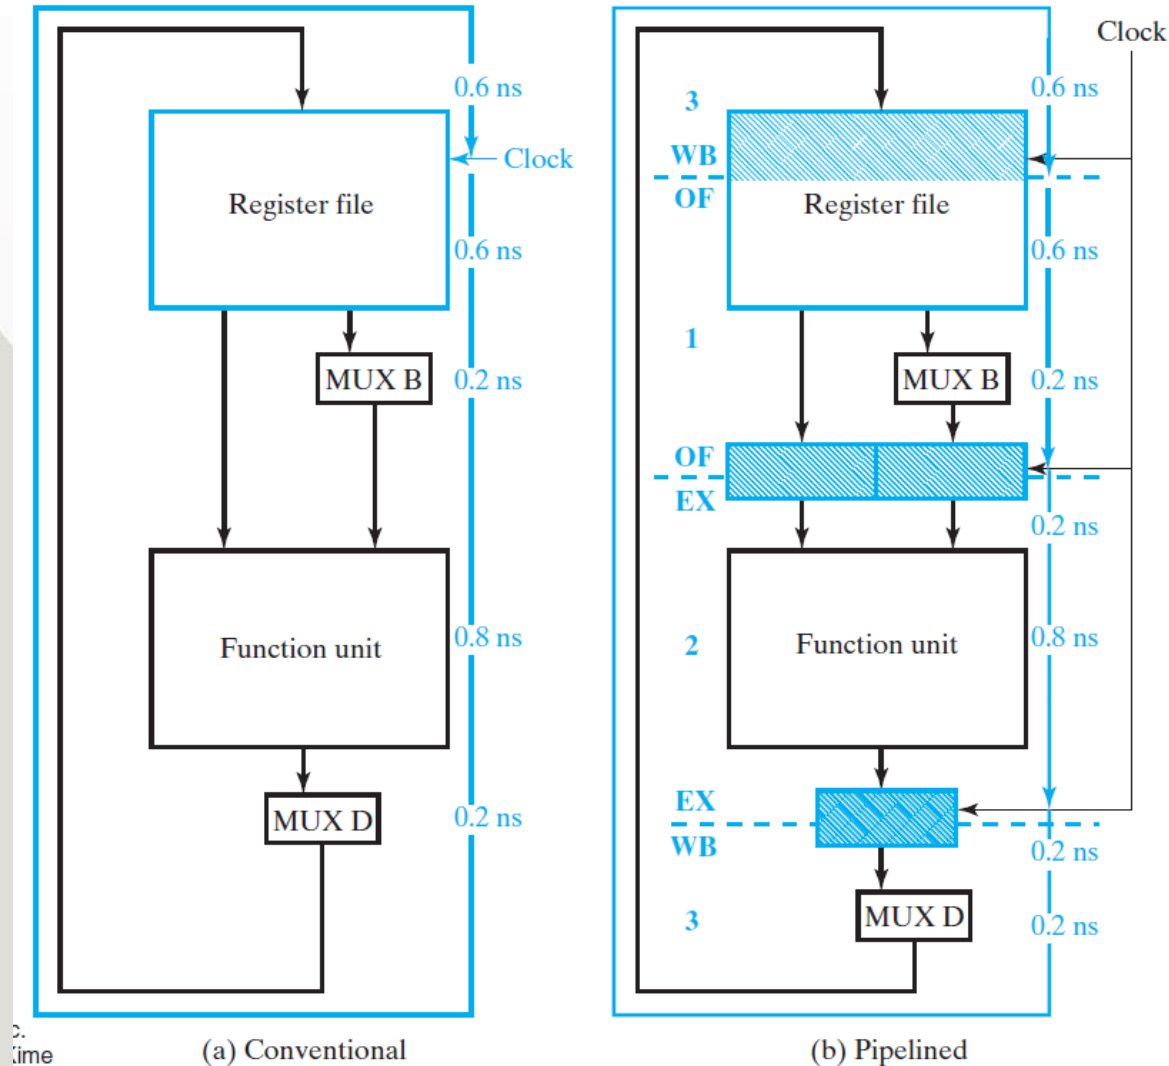 0.6 ns
Clock
Register file
0.6 ns
MUX B
0.2 ns
Function unit
0.8 ns
MUX D
0.2 ns
(a) Conventional
Clock
3
0.6 ns
WB
OF
Register file
0.6 ns
1
MUX B
0.2 ns
OF
EX
0.2 ns
2
Function unit
0.8 ns
EX
WB
0.2 ns
3
MUX D
0.2 ns
(b) Pipelined
c.
Kime